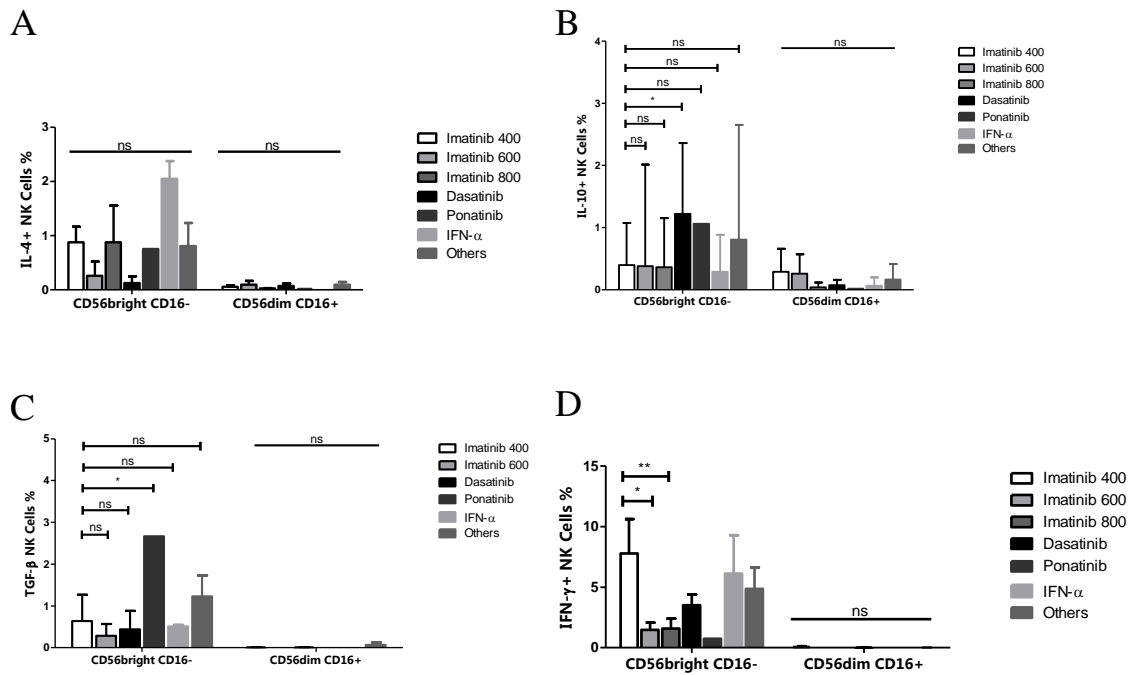 A
IL-4+ NK Cells %
3
2
1
0
ns
ns
CD56bright CD16-
CD56dim CD16+
Imatinib 400
Imatinib 600
Imatinib 800
Dasatinib
Ponatinib
IFN-α
Others
B
IL-10+ NK Cells %
4
3
2
1
0
ns
ns
ns
*
ns
ns
ns
CD56bright CD16-
CD56dim CD16+
Imatinib 400
Imatinib 600
Imatinib 800
Dasatinib
Ponatinib
IFN-α
Others
C
TGF-β NK Cells %
5
4
3
2
1
0
ns
ns
*
ns
ns
ns
CD56bright CD16-
CD56dim CD16+
Imatinib 400
Imatinib 600
Dasatinib
Ponatinib
IFN-α
Others
D
IFN-γ+ NK Cells %
15
10
5
0
**
*
ns
CD56bright CD16-
CD56dim CD16+
Imatinib 400
Imatinib 600
Imatinib 800
Dasatinib
Ponatinib
IFN-α
Others